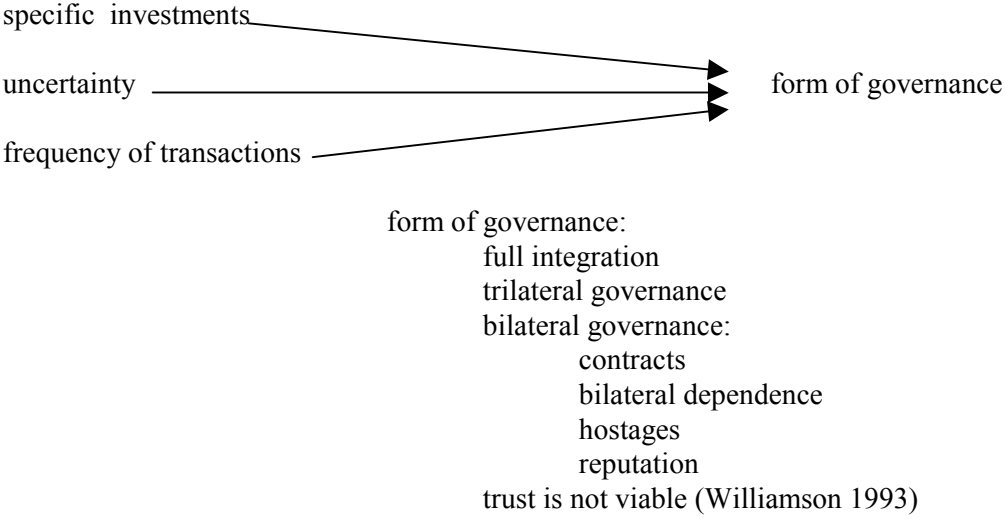 specific investments
uncertainty
form of governance
frequency of transactions
form of governance:
full integration
trilateral governance
bilateral governance:
contracts
bilateral dependence
hostages
reputation
trust is not viable (Williamson 1993)